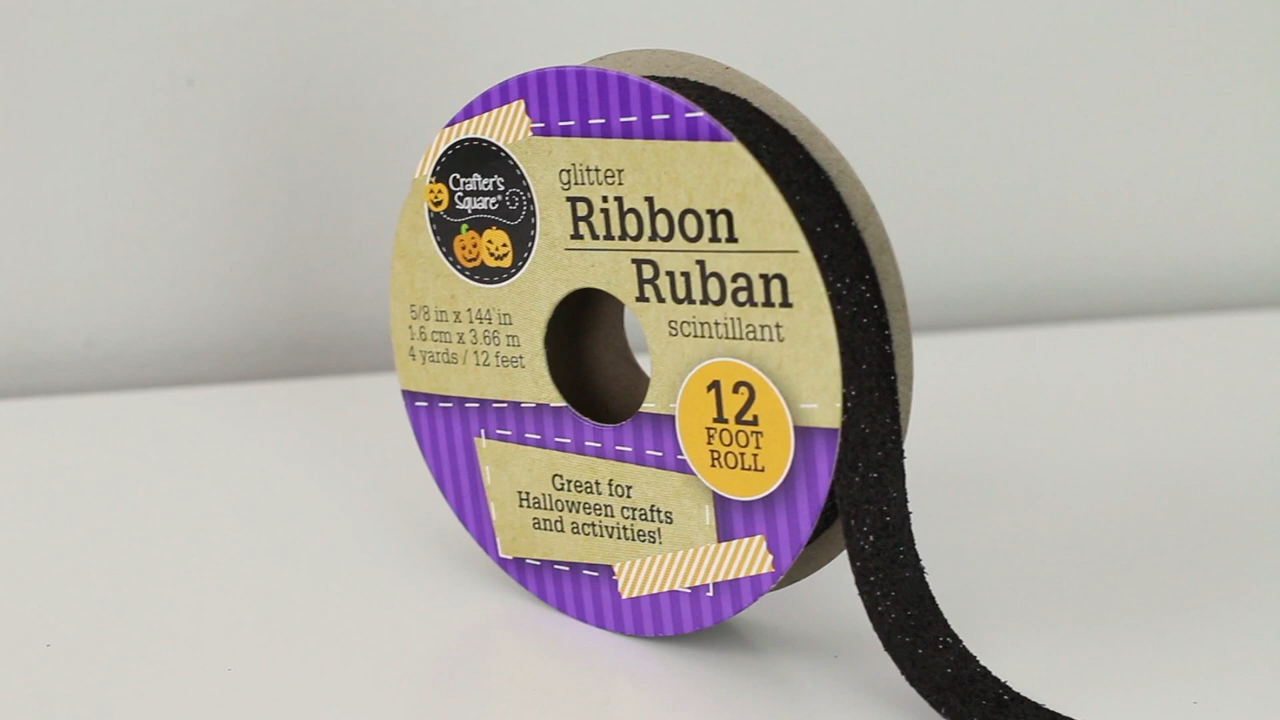 Crafter's
Square®
glitter
Ribbon
Ruban
scintillant
5/8 in x 144 in
1.6 cm x 3.66 m
4 yards / 12 feet
12
FOOT
ROLL
Great for
Halloween crafts
and activities!